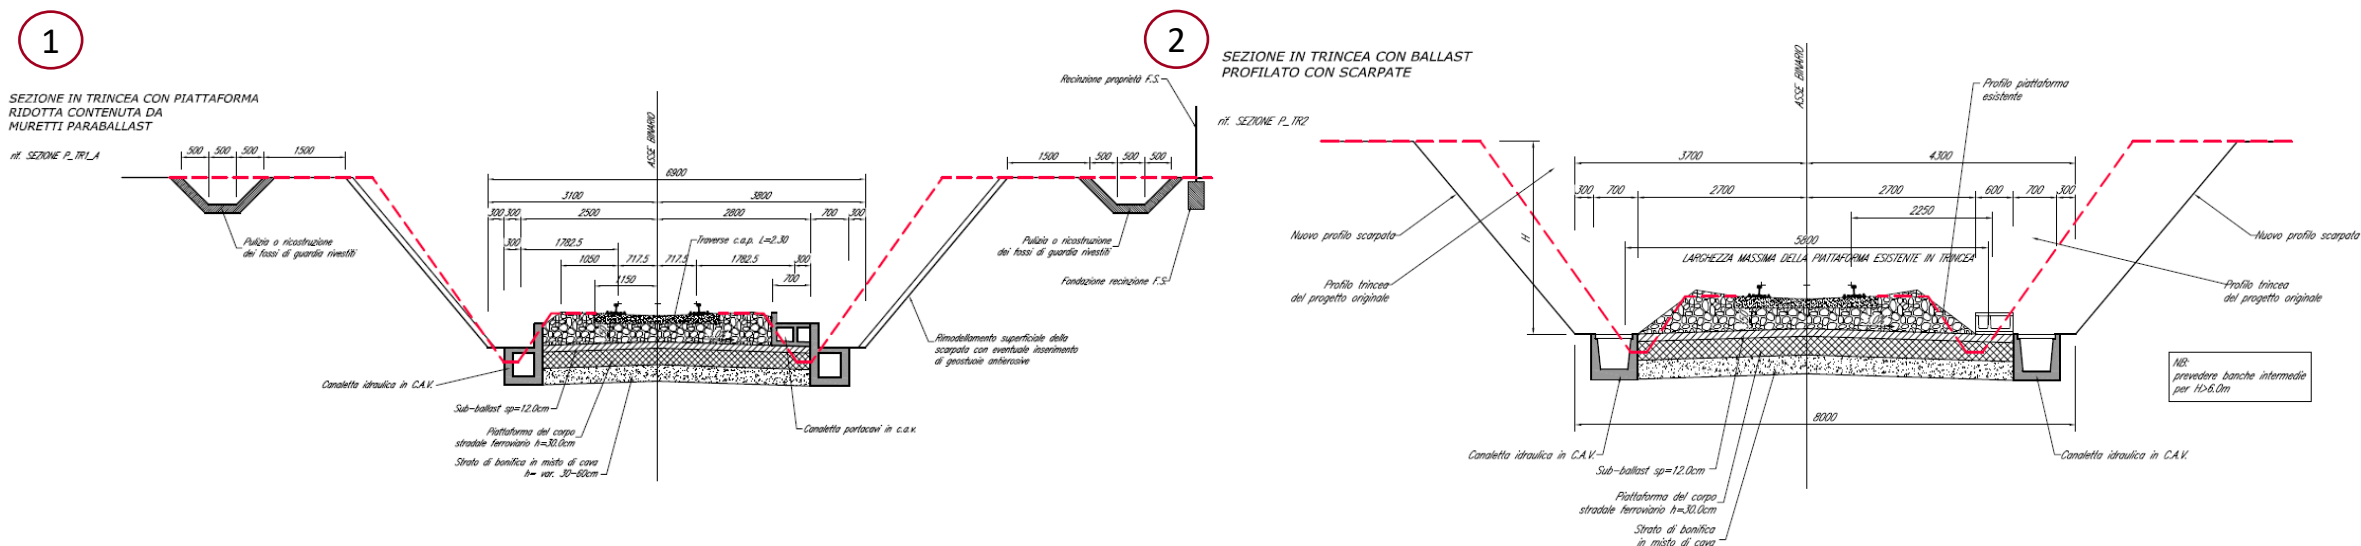 1
SEZIONE IN TRINCEA CON PIATTAFORMA
RIDOTTA CONTENUTA DA
MURETTI PARABALLAST
rif. SEZIONE P_TR1_A
500
500
500
1500
ASSE BINARIO
6900
3100
3800
300
300
2500
2800
700
300
300
1782.5
Traverse c.a.p. L=2.30
1050
717.5
717.5
1782.5
300
1150
700
1500
500
500
500
Recinzione proprietà F.S.
Pulizia o ricostruzione
dei fossi di guardia rivestiti
Pulizia o ricostruzione
dei fossi di guardia rivestiti
Fondazione recinzione F.S.
Rimodellamento superficiale della
scarpata con eventuale inserimento
di geostuoie antierosive
Canaletta idraulica in C.A.V.
Sub-ballast sp=12.0cm
Piattaforma del corpo
stradale ferroviario h=30.0cm
Canaletta portacavi in c.a.v.
Strato di bonifica in misto di cava
h= var. 30-60cm
2
SEZIONE IN TRINCEA CON BALLAST
PROFILATO CON SCARPATE
rif. SEZIONE P_TR2
ASSE BINARIO
Profilo piattaforma
esistente
3700
4300
300
700
2700
2700
600
700
300
2250
H
5800
LARGHEZZA MASSIMA DELLA PIATTAFORMA ESISTENTE IN TRINCEA
Nuovo profilo scarpata
Nuovo profilo scarpata
Profilo trincea
del progetto originale
Profilo trincea
del progetto originale
NB:
prevedere banche intermedie
per H>6.0m
8000
Canaletta idraulica in C.A.V.
Canaletta idraulica in C.A.V.
Sub-ballast sp=12.0cm
Piattaforma del corpo
stradale ferroviario h=30.0cm
Strato di bonifica
in misto di cava